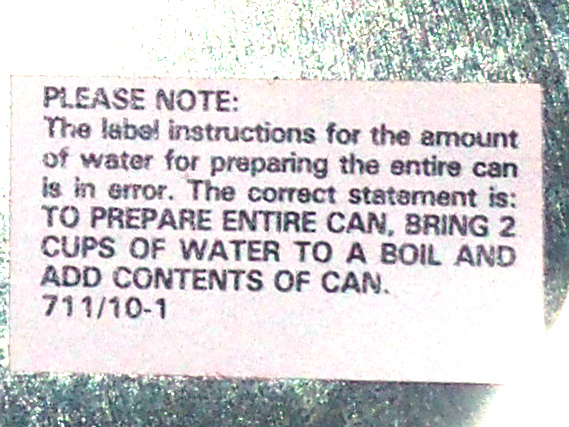 PLEASE NOTE:
The label instructions for the amount
of water for preparing the entire can
is in error. The correct statement is:
TO PREPARE ENTIRE CAN, BRING 2
CUPS OF WATER TO A BOIL AND
ADD CONTENTS OF CAN.
711/10-1